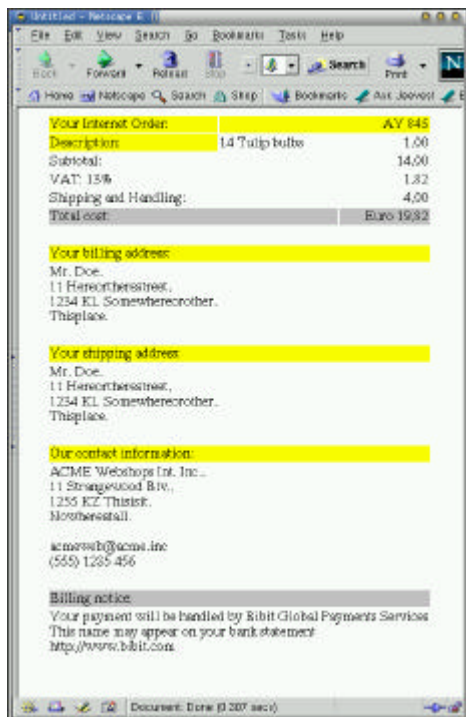 Untitled - Netscape 6
File Edit View Search Go Bookmarks Tasks Help
Back Forward Reload Stop Search Print N
Home Netscape Search Shop Bookmarks
Your Internet Order: AY 845
Description: 14 Tulip bulbs 1,00
Subtotal: 14,00
VAT: 13% 1,82
Shipping and Handling: 4,00
Total cost: Euro 19,82
Your billing address:
Mr. Doe,
11 Hereortherestreet,
1234 KL Somewhereorother,
Thisplace.
Your shipping address:
Mr. Doe,
11 Hereortherestreet,
1234 KL Somewhereorother,
Thisplace.
Our contact information:
ACME Webshops Int. Inc.,
11 Strangewood Blv.,
1255 KZ Thisisit,
Nowhereatall.
acmeweb@acme.inc
(555) 1235 456
Billing notice:
Your payment will be handled by Bibit Global Payments Services
This name may appear on your bank statement
http://www.bibit.com
Document: Done (0.207 secs)